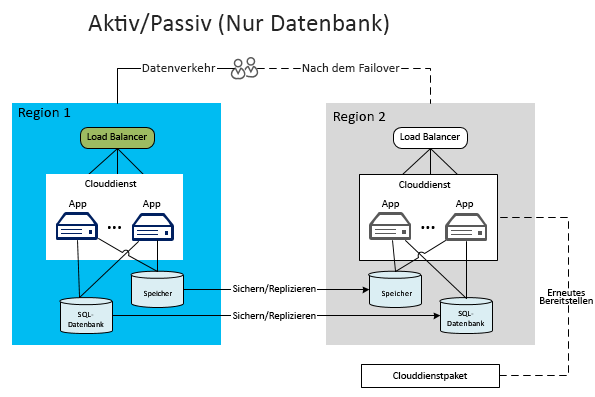 Aktiv/Passiv (Nur Datenbank)
Datenverkehr
Nach dem Failover
Region 1
Load Balancer
Clouddienst
App
...
App
Speicher
SQL-
Datenbank
Sichern/Replizieren
Sichern/Replizieren
Region 2
Load Balancer
Clouddienst
App
...
App
Speicher
SQL-
Datenbank
Erneutes
Bereitstellen
Clouddienstpaket